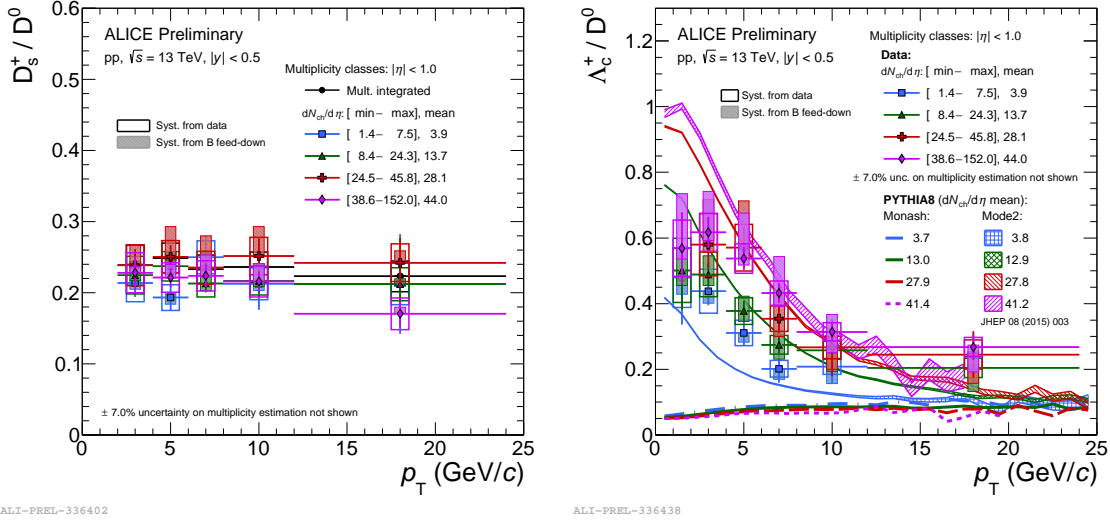 ALICE Preliminary
pp, √s = 13 TeV, |y| < 0.5
Multiplicity classes: |η| < 1.0
Mult. integrated
dN_ch/dη: [ min− max], mean
[ 1.4− 7.5], 3.9
[ 8.4− 24.3], 13.7
[24.5− 45.8], 28.1
[38.6−152.0], 44.0
Syst. from data
Syst. from B feed-down
± 7.0% uncertainty on multiplicity estimation not shown
D_s^+ / D^0
0.6
0.5
0.4
0.3
0.2
0.1
0
0 5 10 15 20 25
p_T (GeV/c)
ALI-PREL-336402
ALICE Preliminary
pp, √s = 13 TeV, |y| < 0.5
Multiplicity classes: |η| < 1.0
Data:
dN_ch/dη: [ min− max], mean
[ 1.4− 7.5], 3.9
[ 8.4− 24.3], 13.7
[24.5− 45.8], 28.1
[38.6−152.0], 44.0
± 7.0% unc. on multiplicity estimation not shown
Syst. from data
Syst. from B feed-down
PYTHIA8 (dN_ch/dη mean):
Monash: Mode2:
3.7 3.8
13.0 12.9
27.9 27.8
41.4 41.2
JHEP 08 (2015) 003
Λ_c^+ / D^0
1.2
1
0.8
0.6
0.4
0.2
0
0 5 10 15 20 25
p_T (GeV/c)
ALI-PREL-336438